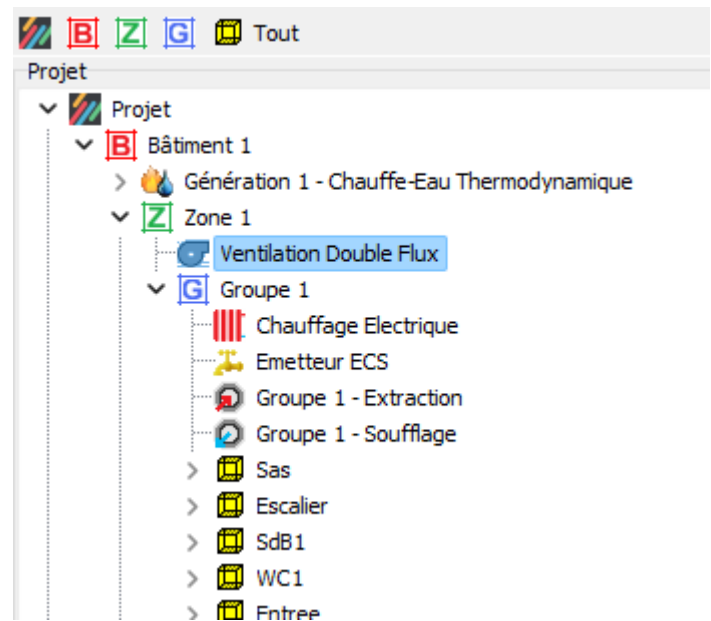 B Z G Tout
Projet
Projet
B Bâtiment 1
Génération 1 - Chauffe-Eau Thermodynamique
Z Zone 1
Ventilation Double Flux
G Groupe 1
Chauffage Electrique
Emetteur ECS
Groupe 1 - Extraction
Groupe 1 - Soufflage
Sas
Escalier
SdB1
WC1
Entree